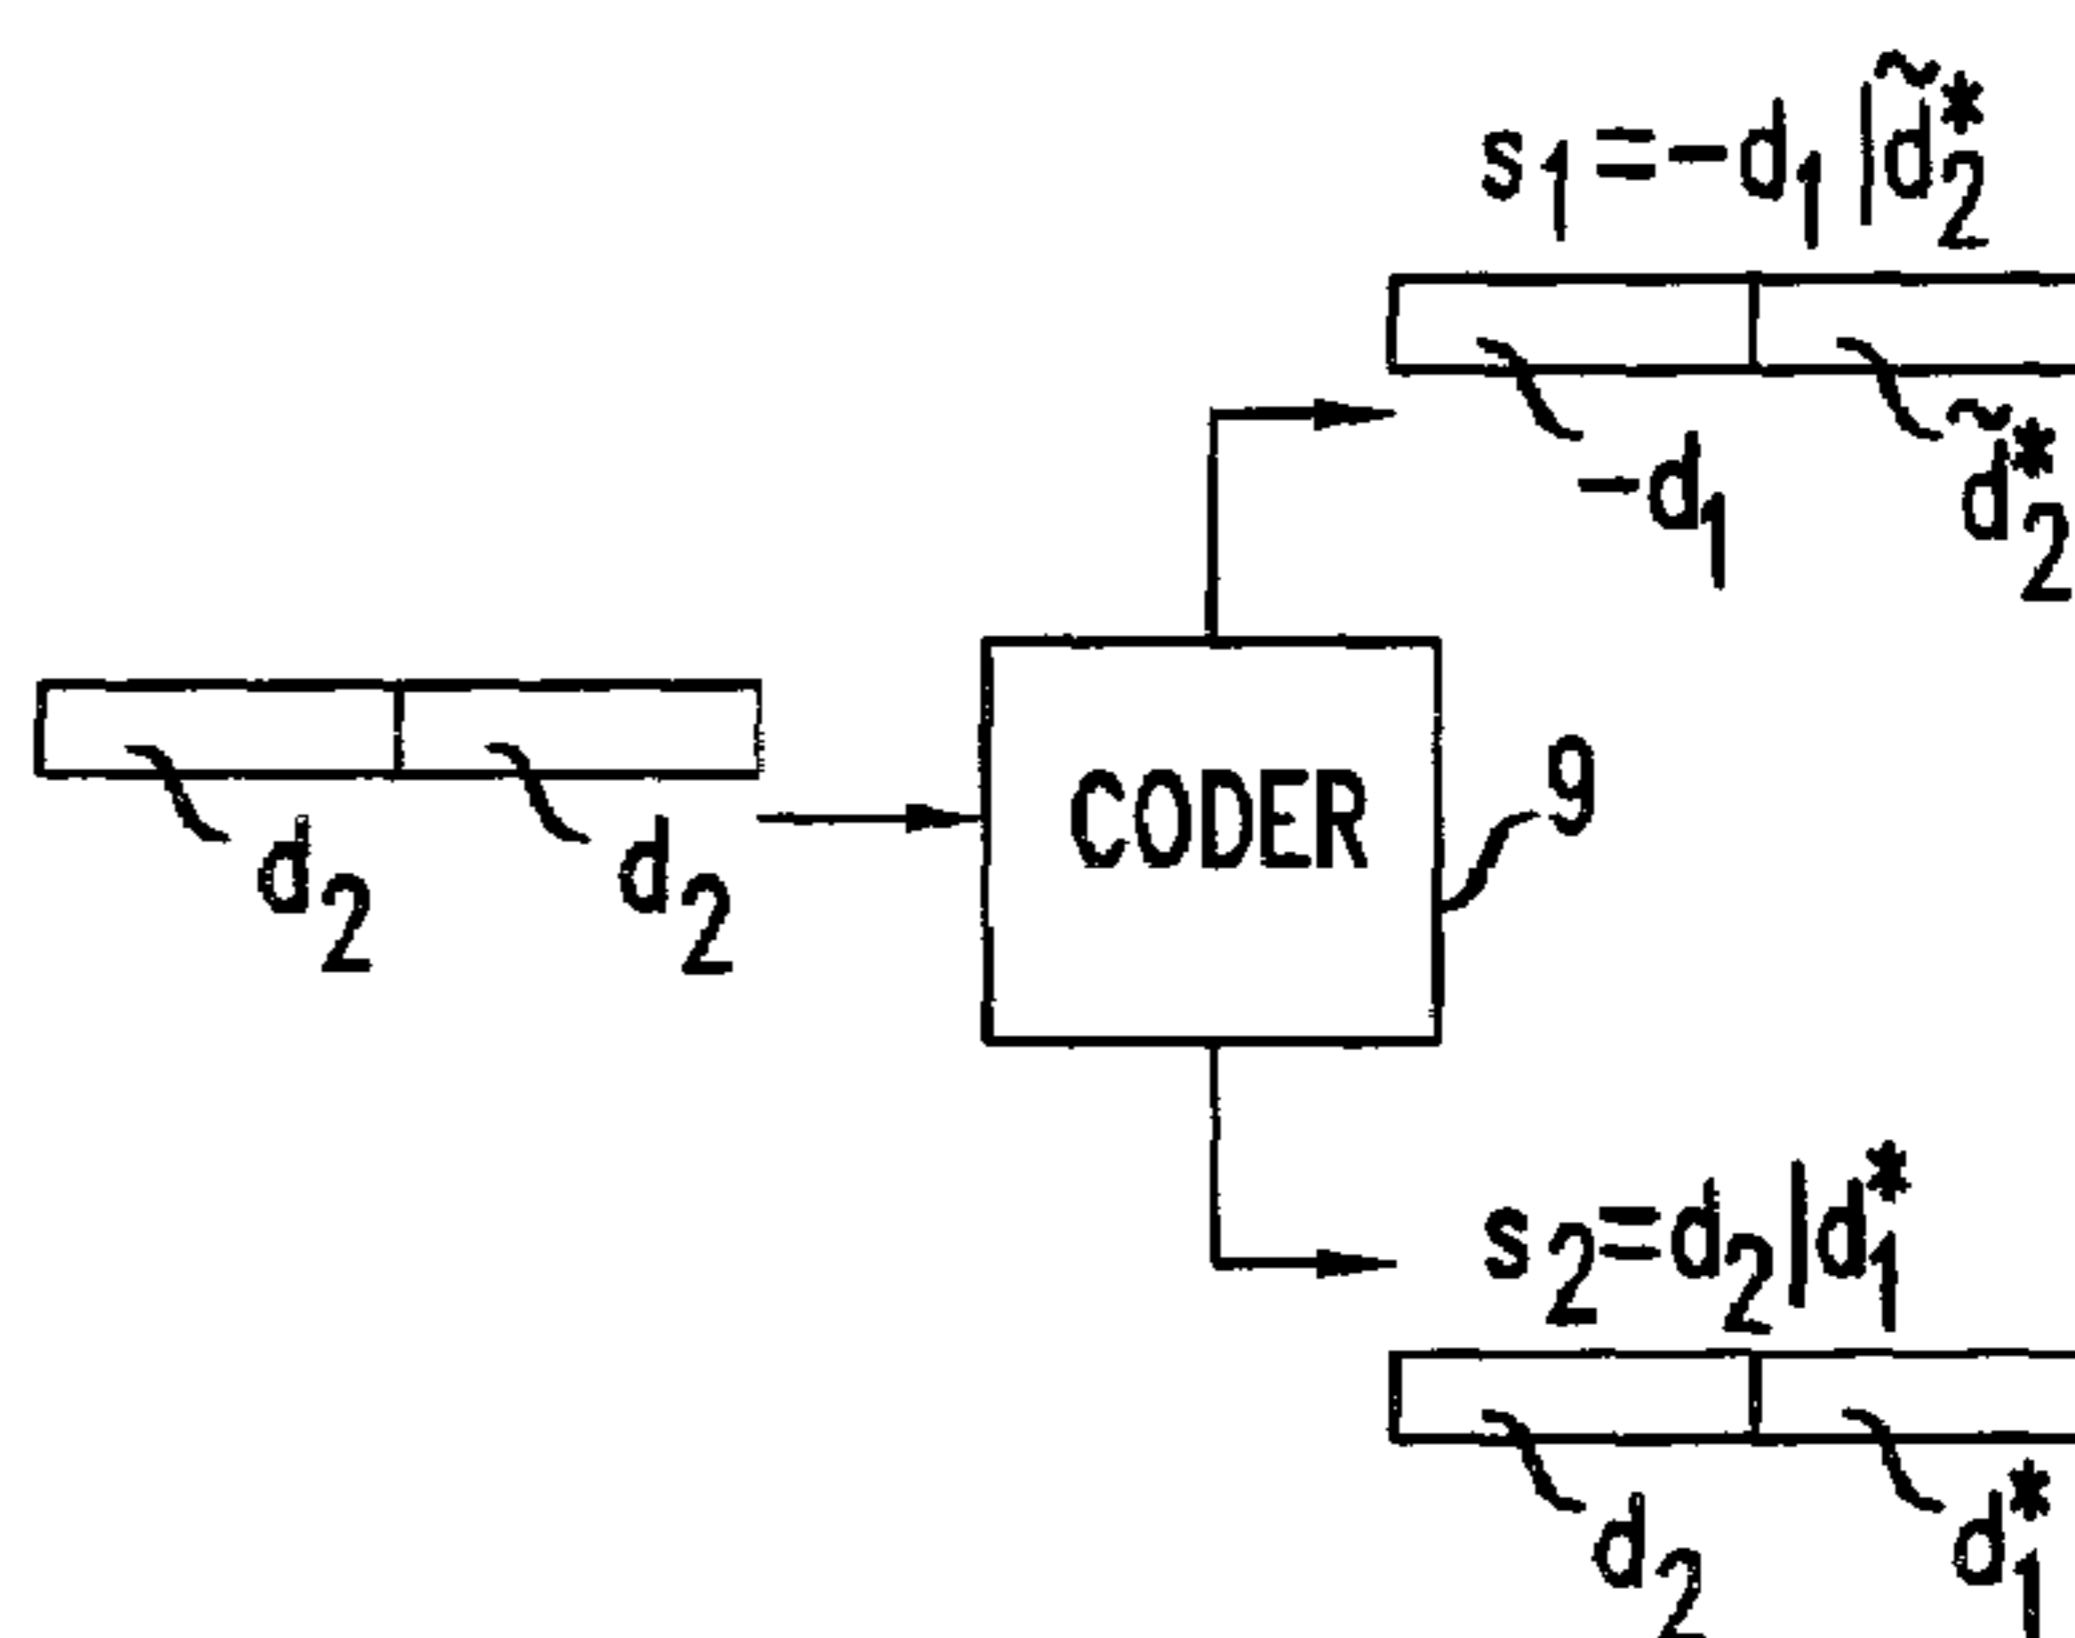 s₁=-d₁|d̃₂*
-d₁
d̃₂*
d₂
d₂
CODER
9
s₂=d₂|d₁*
d₂
d₁*